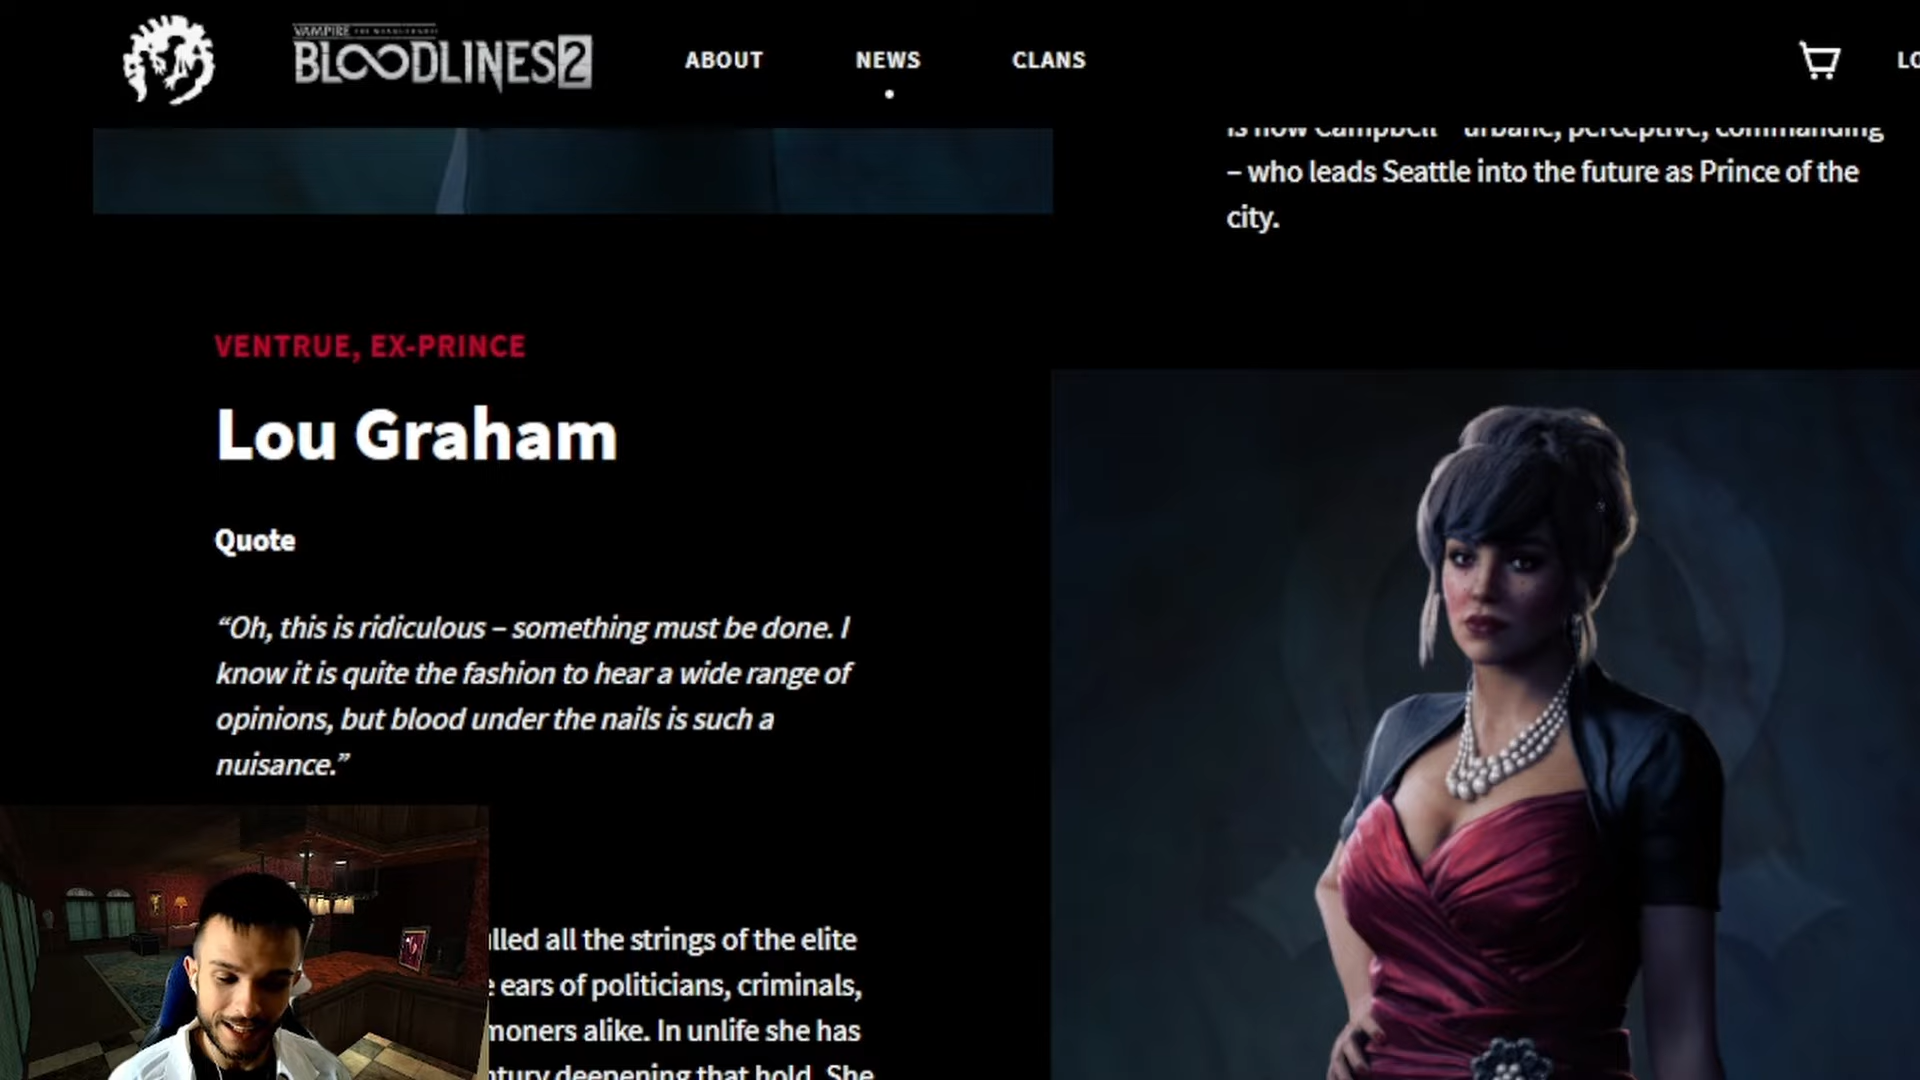 VAMPIRE THE MASQUERADE
BLOODLINES 2
ABOUT
NEWS
CLANS
is now Campbell – urbane, perceptive, commanding
– who leads Seattle into the future as Prince of the
city.
VENTRUE, EX-PRINCE
Lou Graham
Quote
“Oh, this is ridiculous – something must be done. I
know it is quite the fashion to hear a wide range of
opinions, but blood under the nails is such a
nuisance.”
all the strings of the elite
ears of politicians, criminals,
alike. In unlife she has
deepening that hold. She